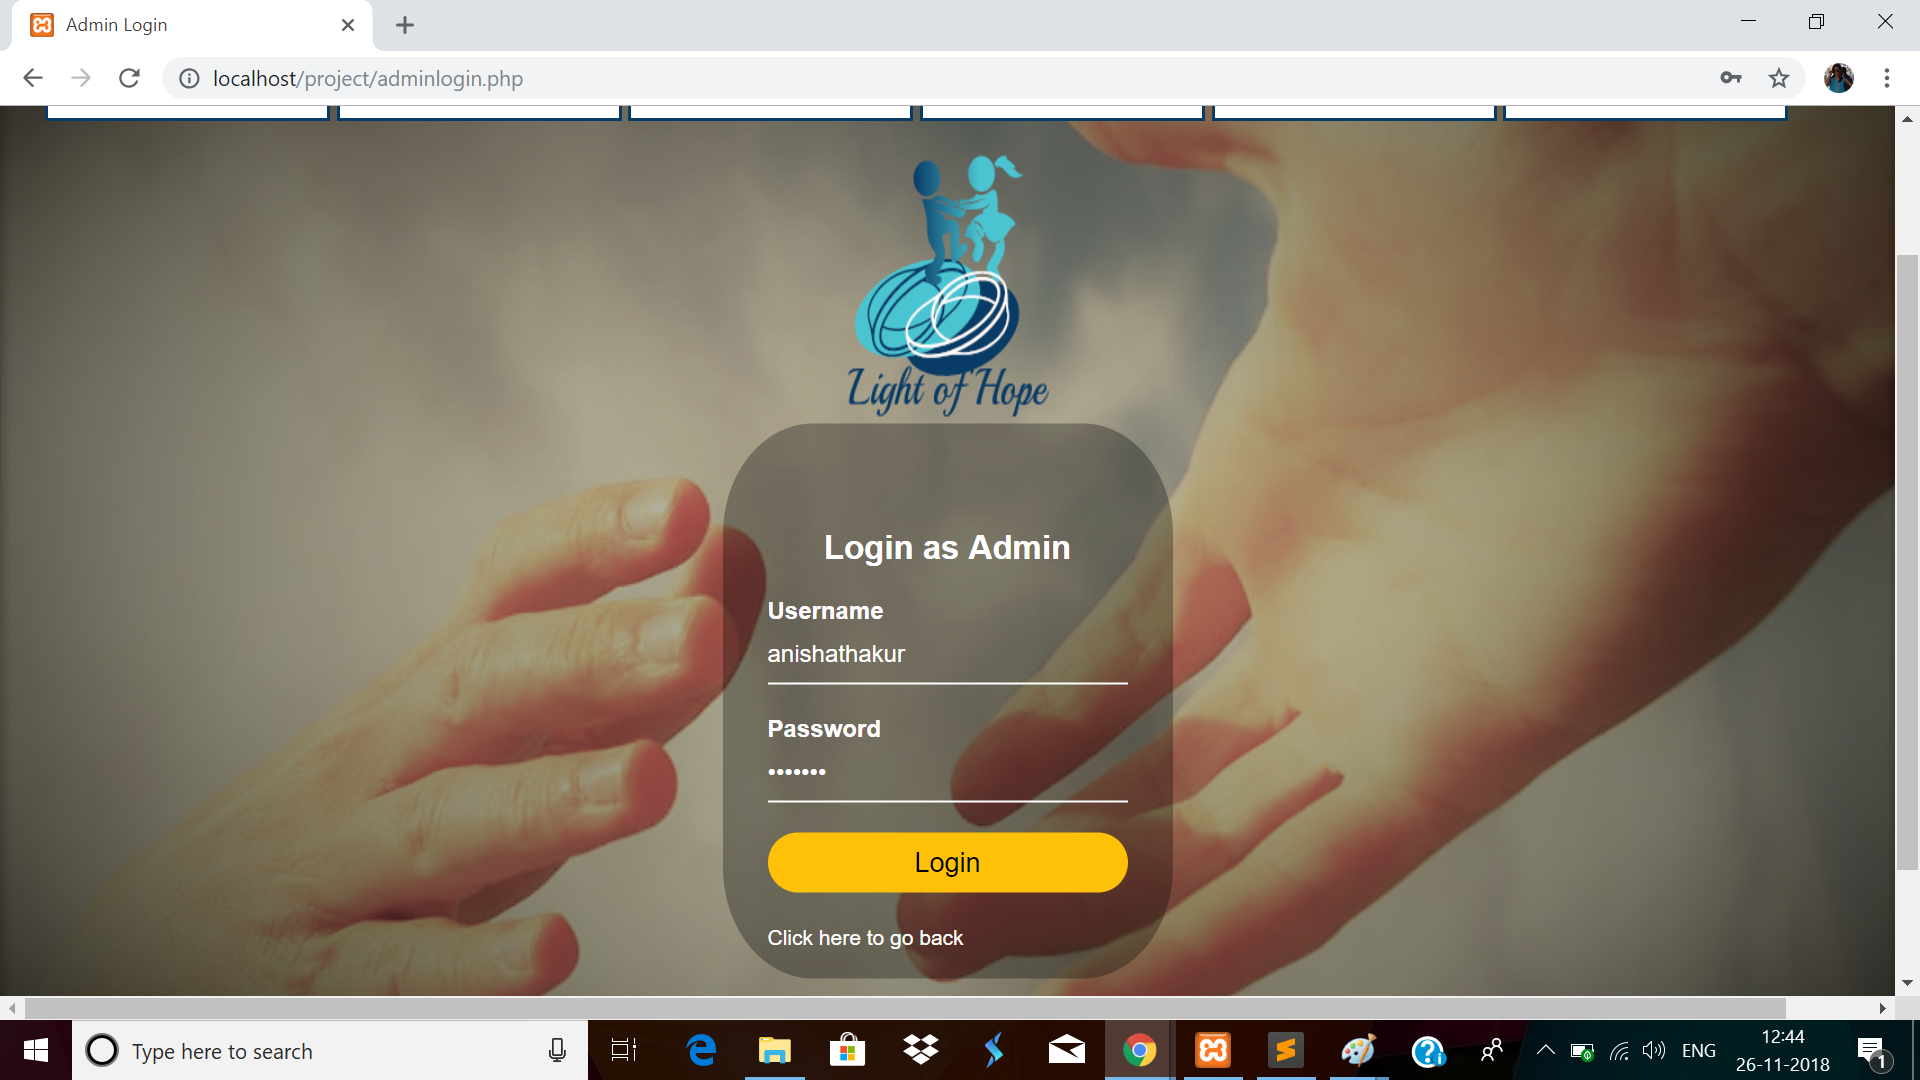 Admin Login
localhost/project/adminlogin.php
Light of Hope
Login as Admin
Username
anishathakur
Password
•••••••
Login
Click here to go back
Type here to search
ENG
12:44
26-11-2018
1